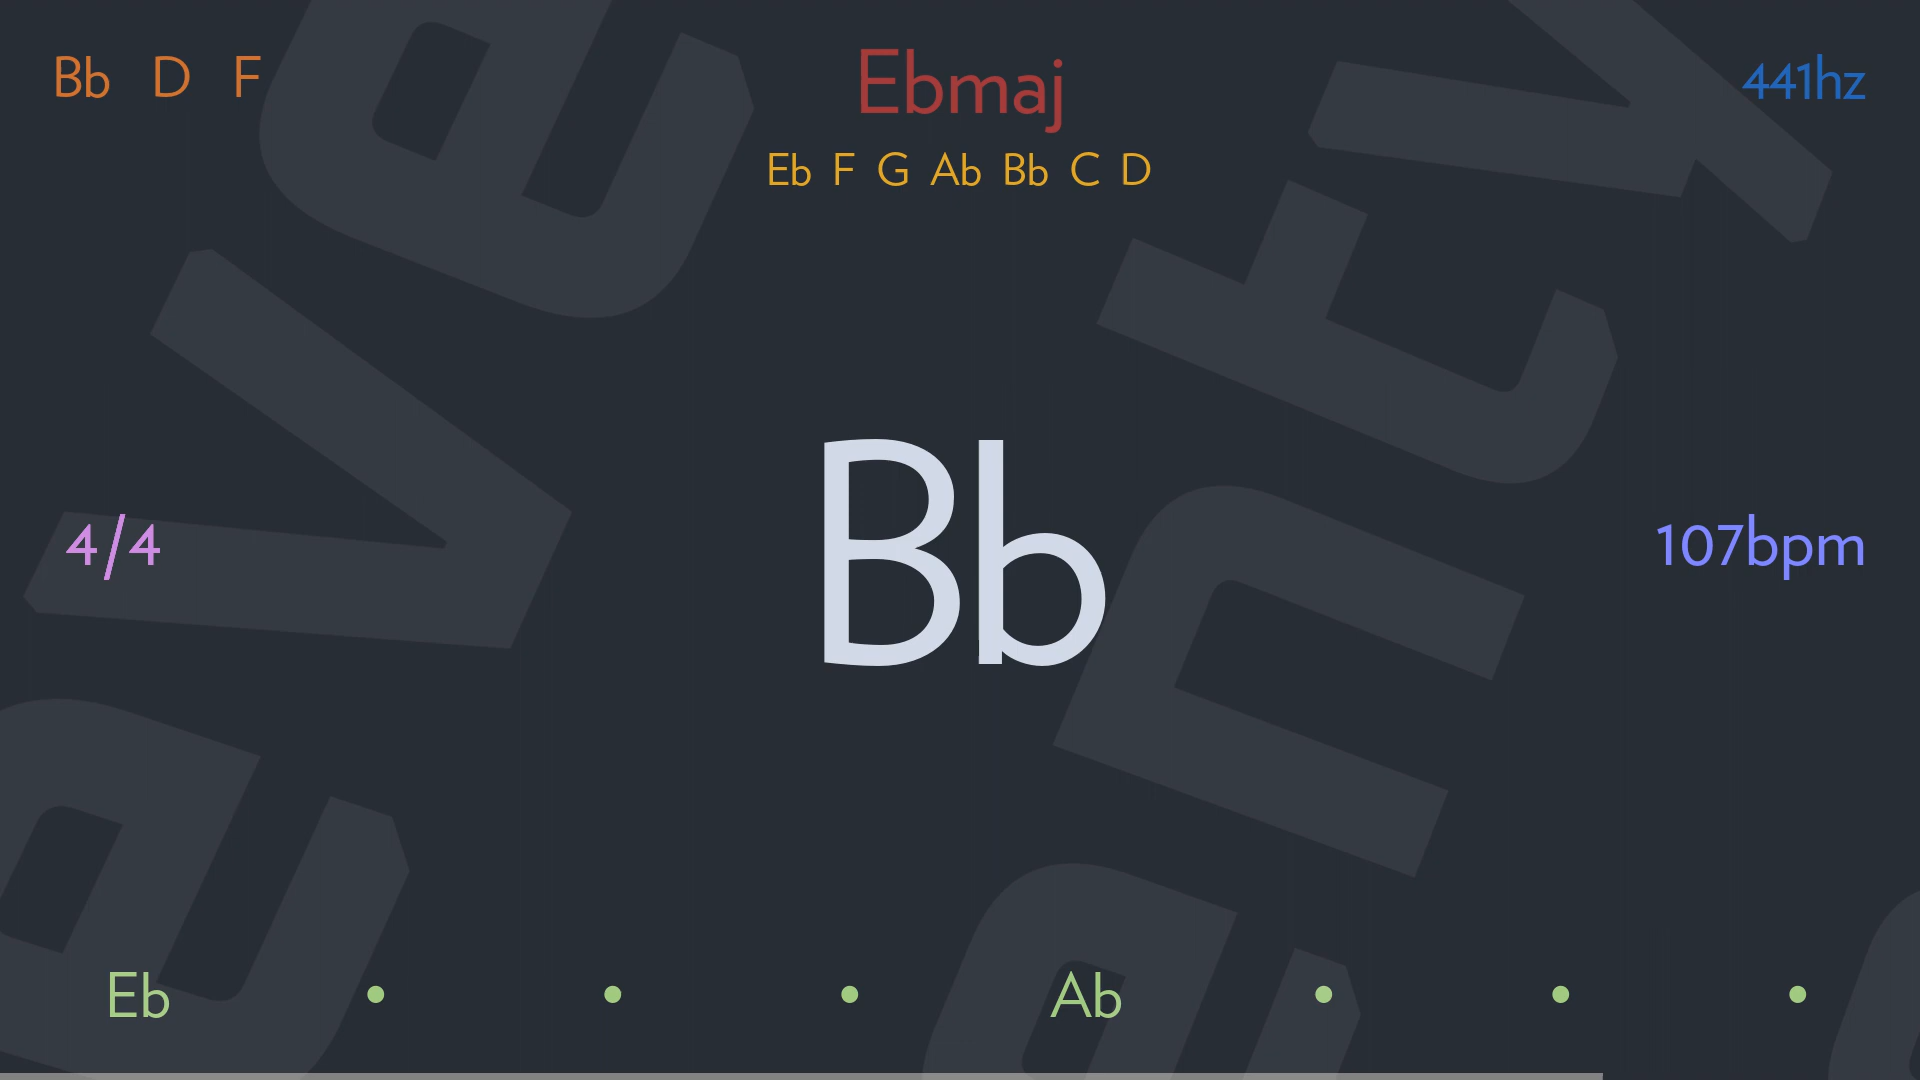 Bb D F
Ebmaj
441hz
Eb F G Ab Bb C D
4/4
Bb
107bpm
Eb • • • Ab • • •